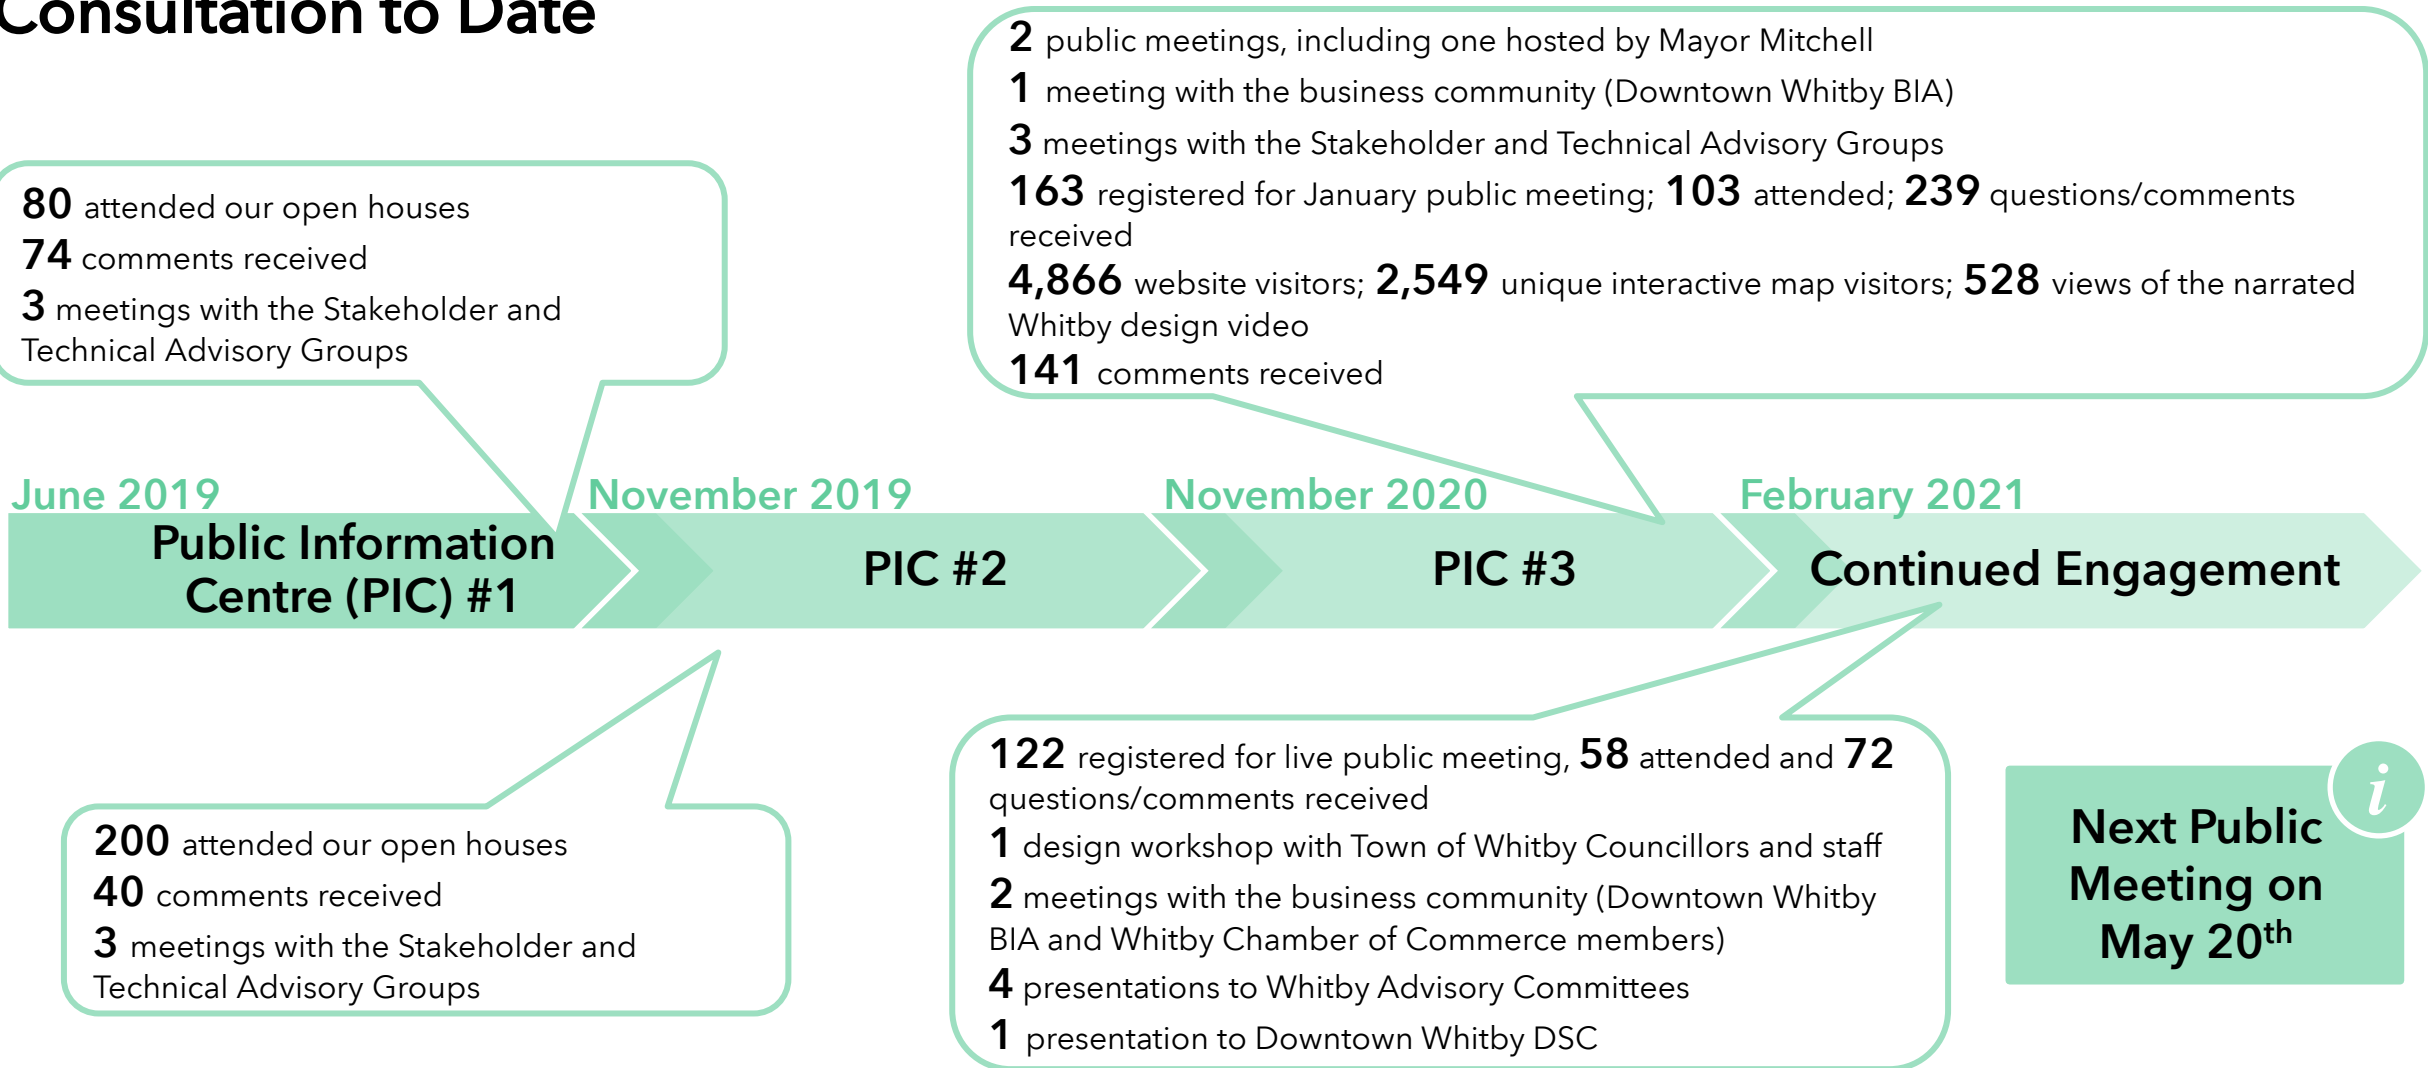 Consultation to Date
2 public meetings, including one hosted by Mayor Mitchell
1 meeting with the business community (Downtown Whitby BIA)
3 meetings with the Stakeholder and Technical Advisory Groups
163 registered for January public meeting; 103 attended; 239 questions/comments
received
4,866 website visitors; 2,549 unique interactive map visitors; 528 views of the narrated
Whitby design video
141 comments received
80 attended our open houses
74 comments received
3 meetings with the Stakeholder and
Technical Advisory Groups
June 2019
November 2019
November 2020
February 2021
Public Information
Centre (PIC) #1
PIC #2
PIC #3
Continued Engagement
200 attended our open houses
40 comments received
3 meetings with the Stakeholder and
Technical Advisory Groups
122 registered for live public meeting, 58 attended and 72
questions/comments received
1 design workshop with Town of Whitby Councillors and staff
2 meetings with the business community (Downtown Whitby
BIA and Whitby Chamber of Commerce members)
4 presentations to Whitby Advisory Committees
1 presentation to Downtown Whitby DSC
i
Next Public
Meeting on
May 20th